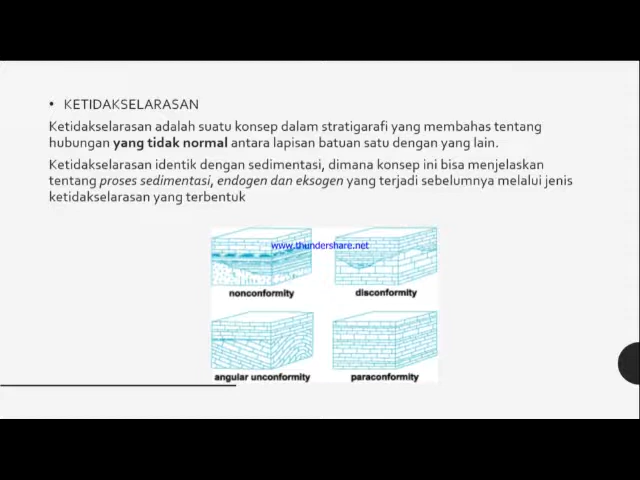 • KETIDAKSELARASAN
Ketidakselarasan adalah suatu konsep dalam stratigarafi yang membahas tentang
hubungan yang tidak normal antara lapisan batuan satu dengan yang lain.
Ketidakselarasan identik dengan sedimentasi, dimana konsep ini bisa menjelaskan
tentang proses sedimentasi, endogen dan eksogen yang terjadi sebelumnya melalui jenis
ketidakselarasan yang terbentuk
www.thundershare.net
nonconformity
disconformity
angular unconformity
paraconformity